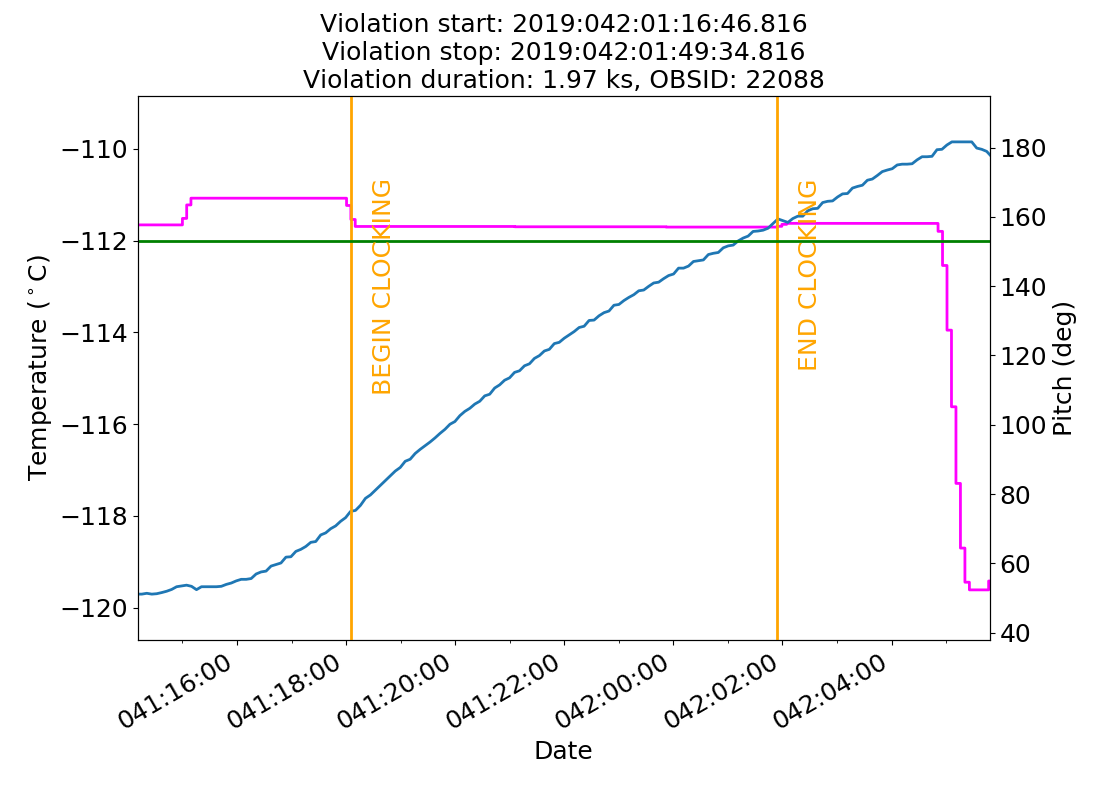 Violation start: 2019:042:01:16:46.816
Violation stop: 2019:042:01:49:34.816
Violation duration: 1.97 ks, OBSID: 22088
−110
−112
−114
−116
−118
−120
Temperature (°C)
BEGIN CLOCKING
END CLOCKING
180
160
140
120
100
80
60
40
Pitch (deg)
041:16:00
041:18:00
041:20:00
041:22:00
042:00:00
042:02:00
042:04:00
Date